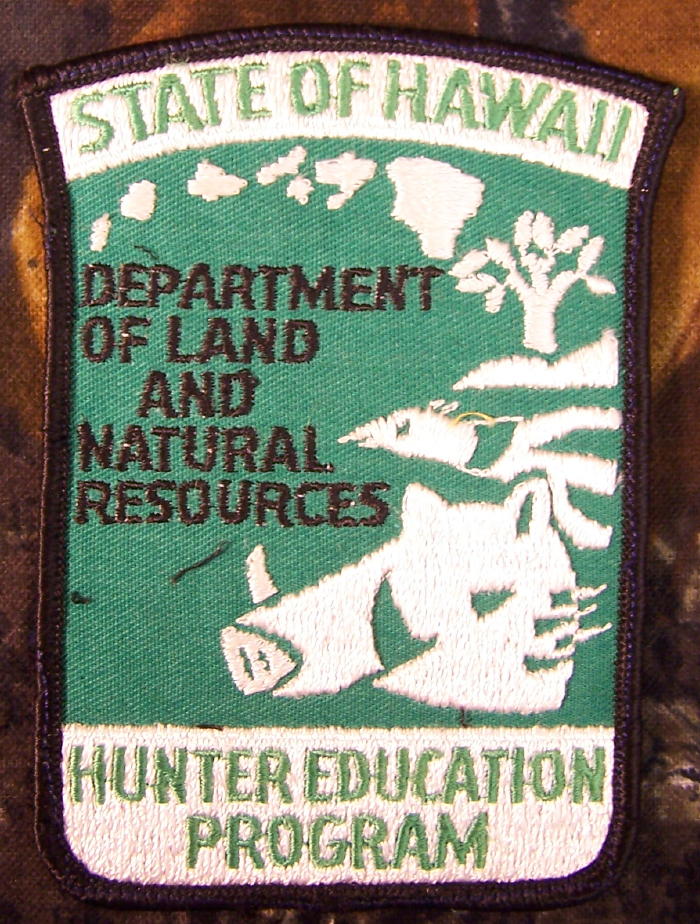 STATE OF HAWAII
DEPARTMENT
OF LAND
AND
NATURAL
RESOURCES
HUNTER EDUCATION
PROGRAM